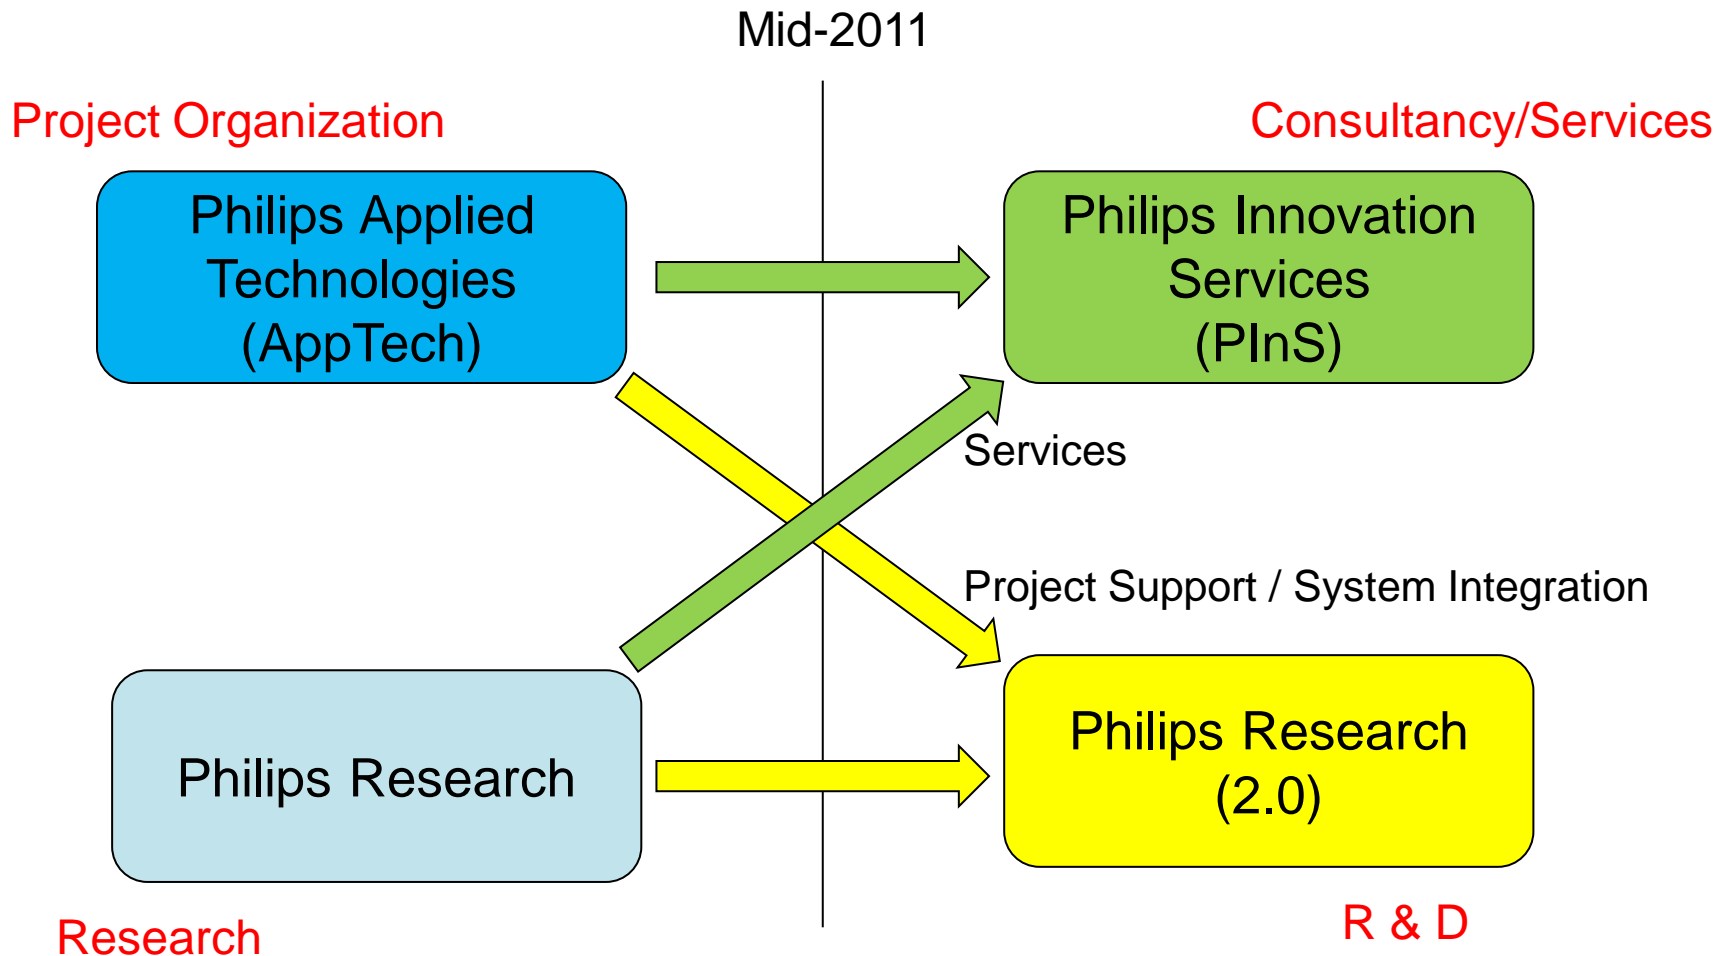 Mid-2011
Project Organization
Consultancy/Services
Philips Applied
Technologies
(AppTech)
Philips Innovation
Services
(PInS)
Services
Project Support / System Integration
Philips Research
Philips Research
(2.0)
Research
R & D